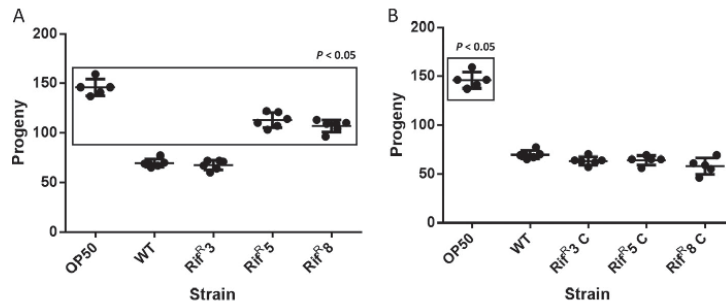 A
200
150
100
50
0
Progeny
P < 0.05
OP50
WT
RifR3
RifR5
RifR8
Strain
B
200
150
100
50
0
Progeny
P < 0.05
OP50
WT
RifR3 C
RifR5 C
RifR8 C
Strain